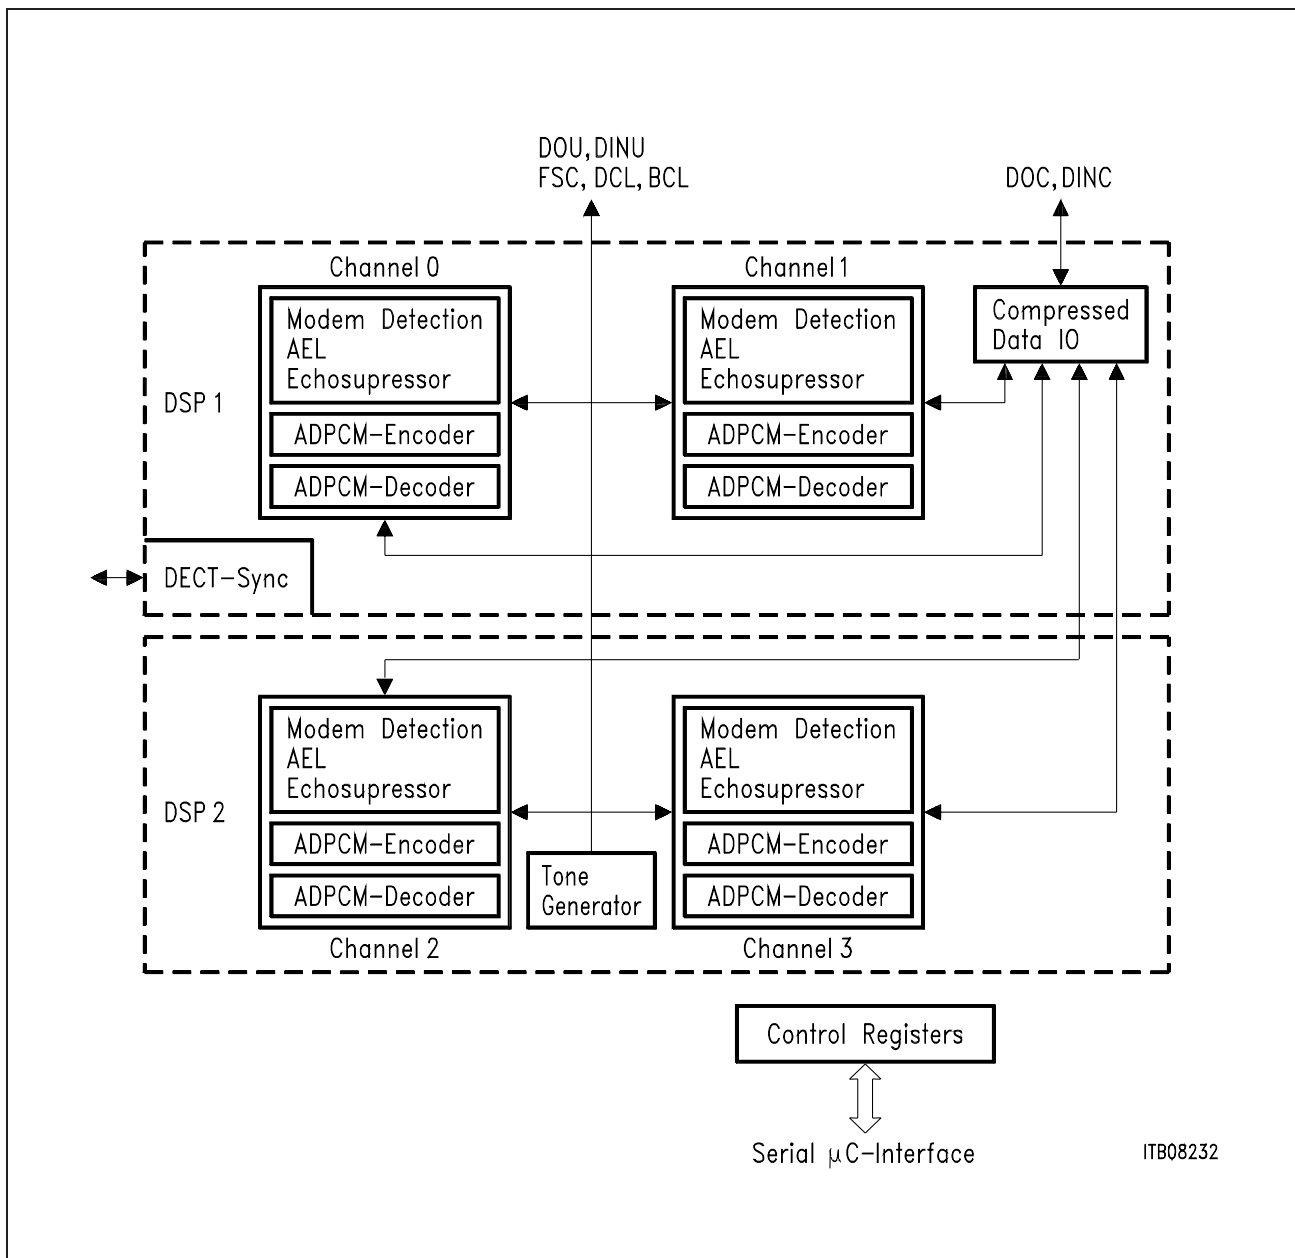 DOU, DINU
FSC, DCL, BCL
DOC, DINC
Channel 0
Channel 1
Modem Detection
AEL
Echosupressor
ADPCM-Encoder
ADPCM-Decoder
Modem Detection
AEL
Echosupressor
ADPCM-Encoder
ADPCM-Decoder
Compressed
Data IO
DSP 1
DECT-Sync
DSP 2
Modem Detection
AEL
Echosupressor
ADPCM-Encoder
ADPCM-Decoder
Tone
Generator
Modem Detection
AEL
Echosupressor
ADPCM-Encoder
ADPCM-Decoder
Channel 2
Channel 3
Control Registers
Serial μC-Interface
ITB08232